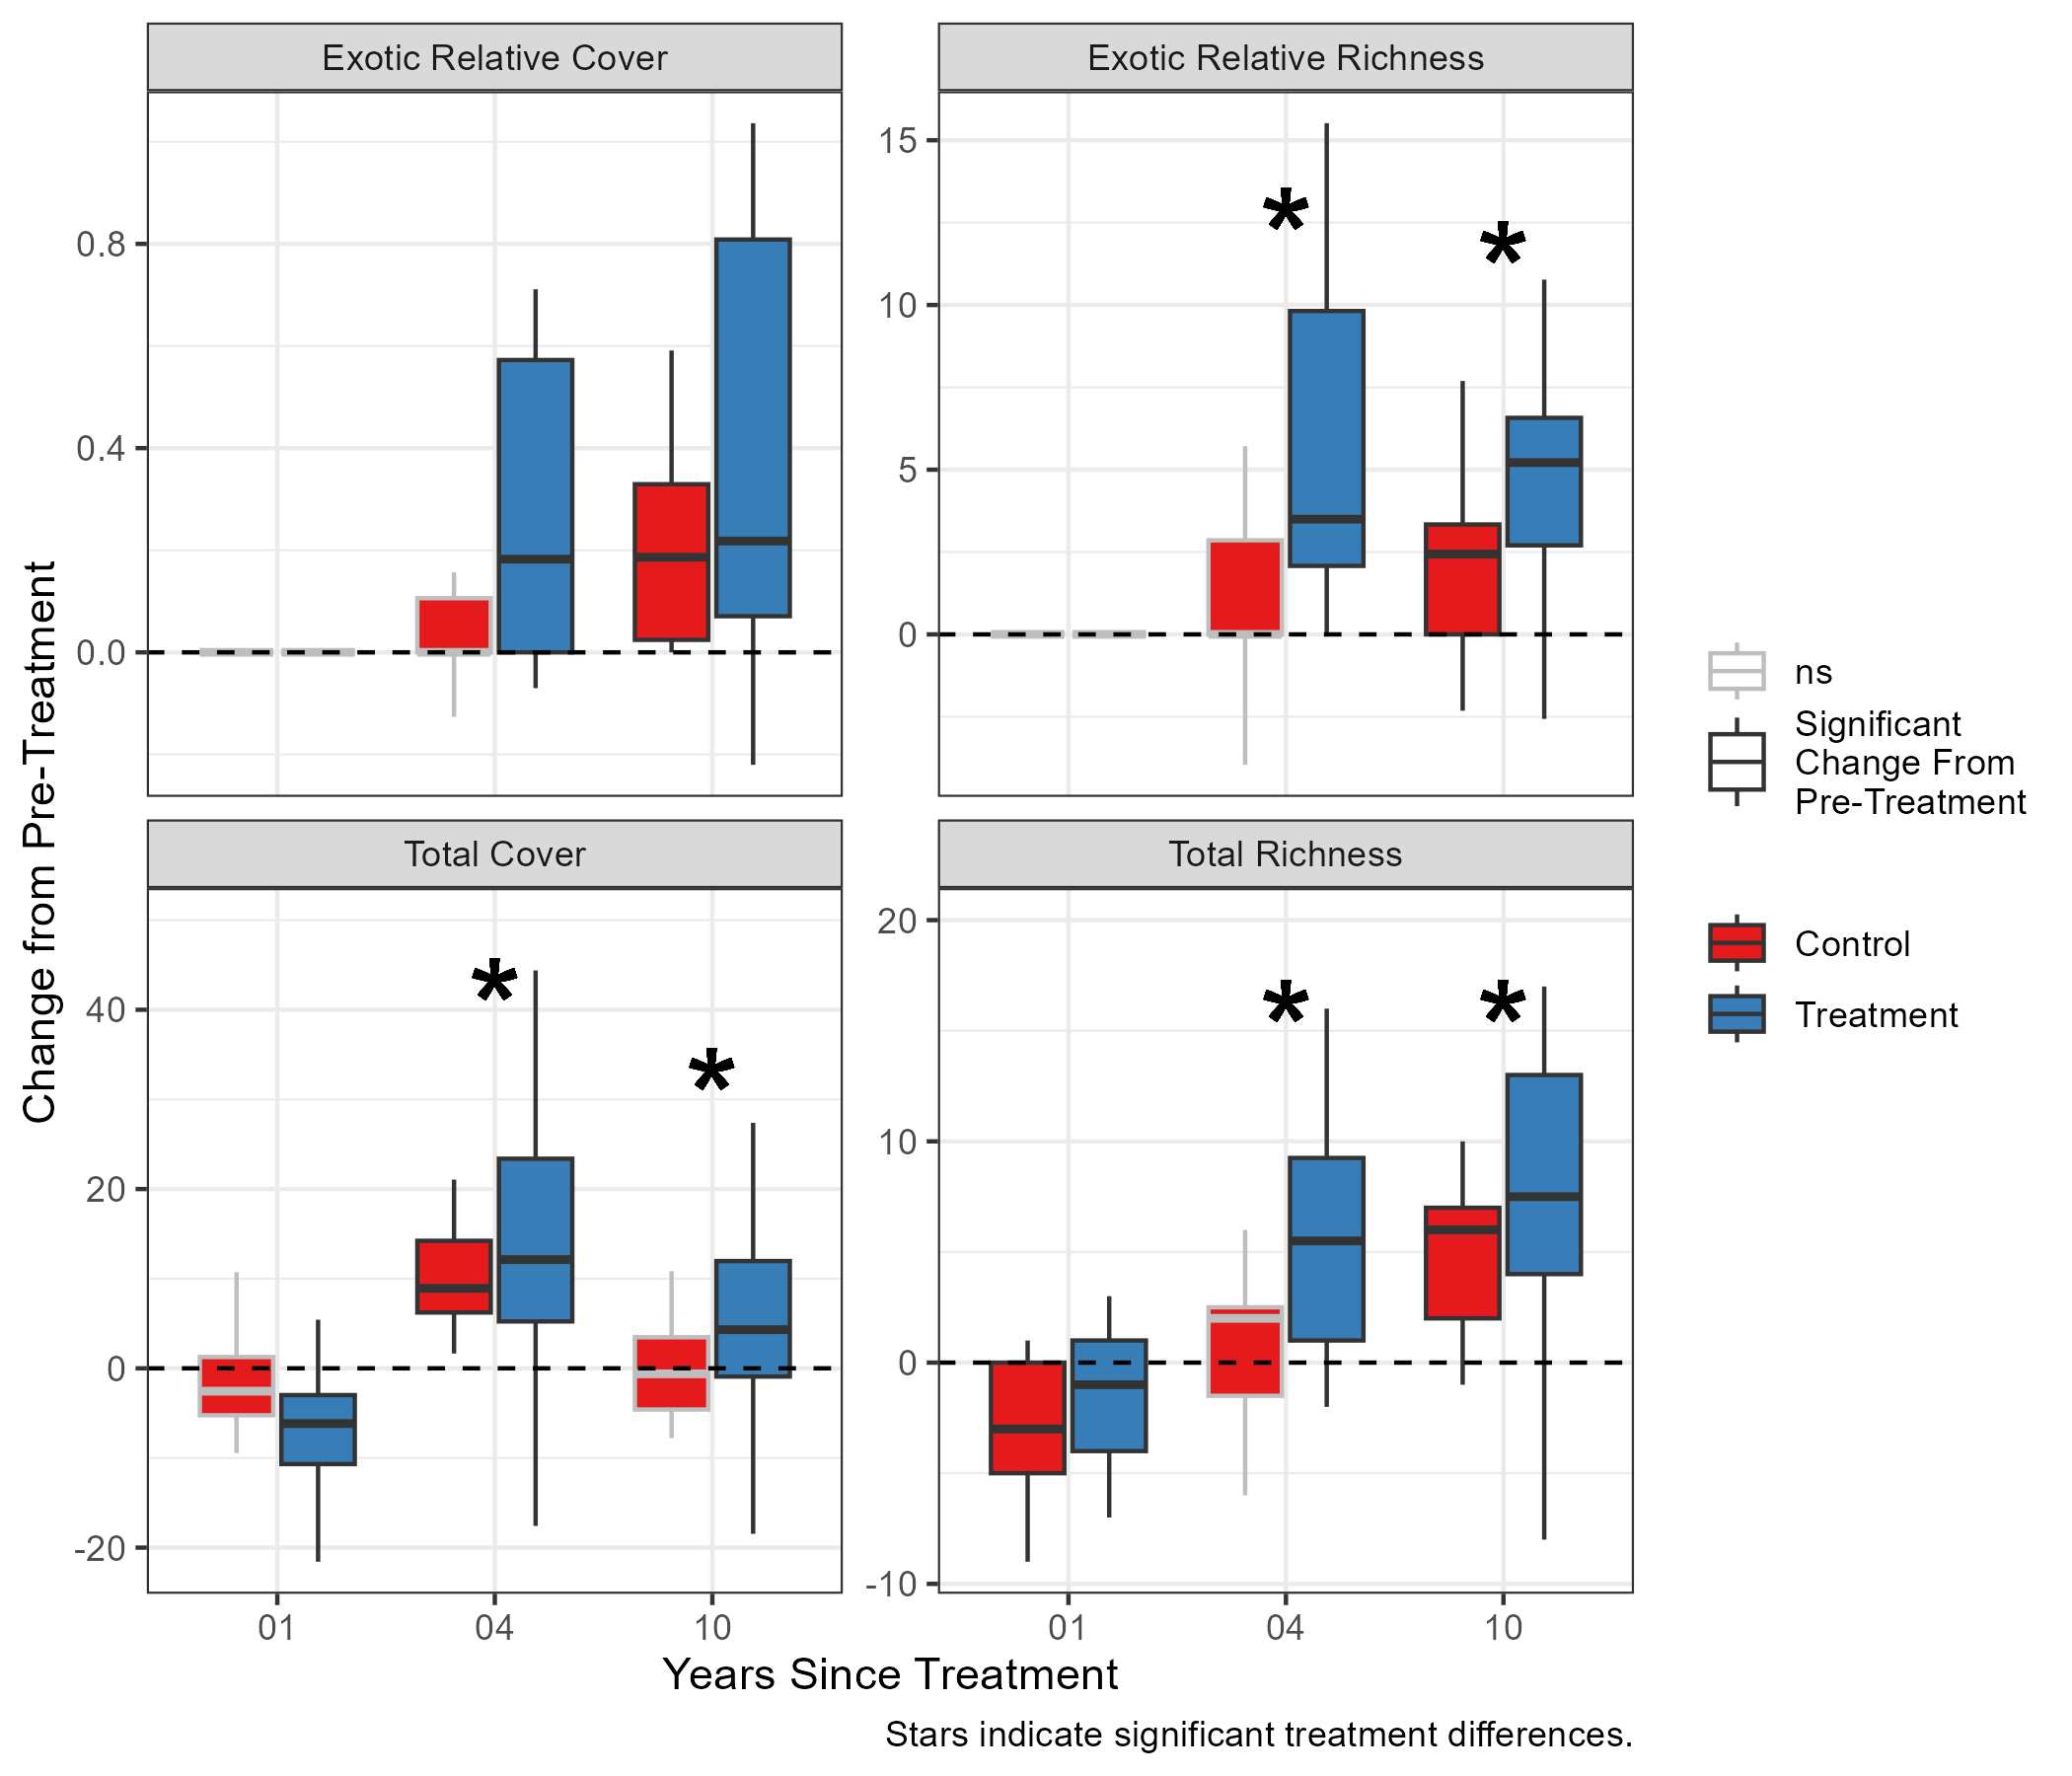 Exotic Relative Cover
Exotic Relative Richness
0.8
0.4
0.0
15
10
5
0
Change from Pre-Treatment
Total Cover
Total Richness
40
20
0
-20
20
10
0
-10
01
04
10
01
04
10
Years Since Treatment
Stars indicate significant treatment differences.
ns
Significant
Change From
Pre-Treatment
Control
Treatment